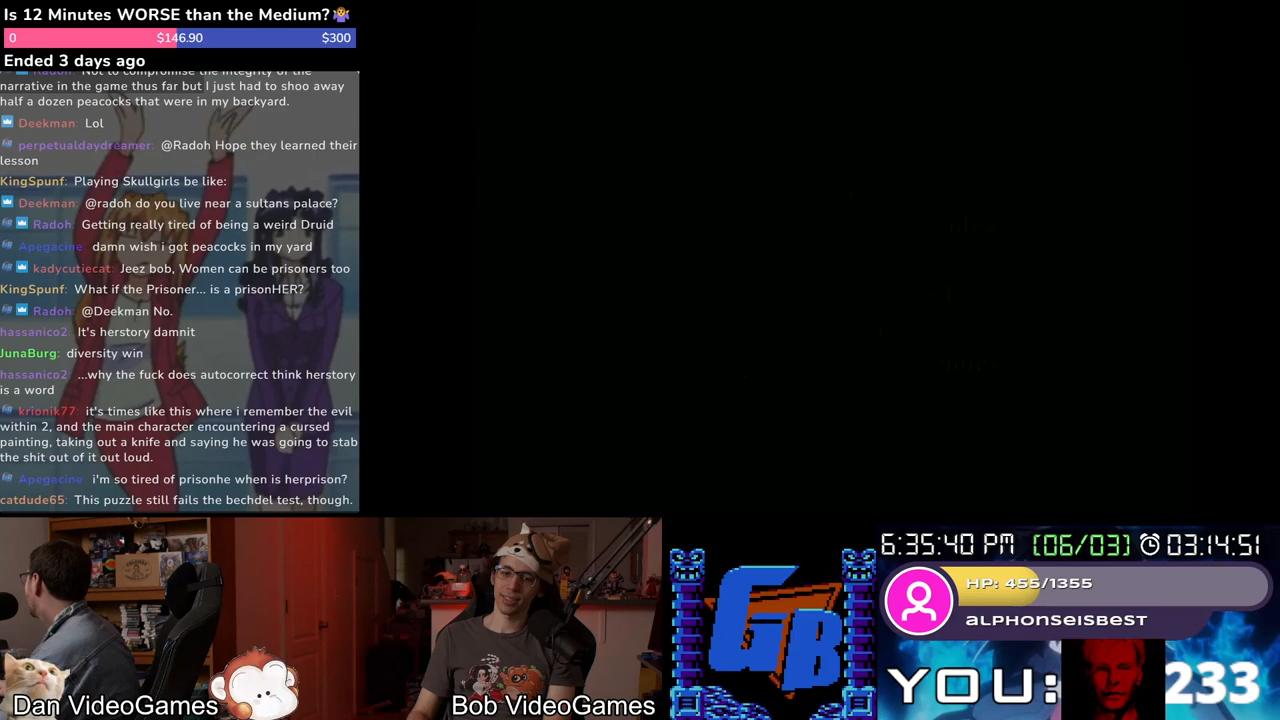 Is 12 Minutes WORSE than the Medium?🤷‍♀️
0 $146.90 $300
Ended 3 days ago
Radoh: Not to compromise the integrity of the
narrative in the game thus far but I just had to shoo away
half a dozen peacocks that were in my backyard.
Deekman: Lol
perpetualdaydreamer: @Radoh Hope they learned their
lesson
KingSpunf: Playing Skullgirls be like:
Deekman: @radoh do you live near a sultans palace?
Radoh: Getting really tired of being a weird Druid
Apegacine: damn wish i got peacocks in my yard
kadycutiecat: Jeez bob, Women can be prisoners too
KingSpunf: What if the Prisoner... is a prisonHER?
Radoh: @Deekman No.
hassanico2: It's herstory damnit
JunaBurg: diversity win
hassanico2: ...why the fuck does autocorrect think herstory
is a word
krionik77: it's times like this where i remember the evil
within 2, and the main character encountering a cursed
painting, taking out a knife and saying he was going to stab
the shit out of it out loud.
Apegacine: i'm so tired of prisonhe when is herprison?
catdude65: This puzzle still fails the bechdel test, though.
Dan VideoGames
Bob VideoGames
GB
6:35:40 PM [06/03] 03:14:51
HP: 455/1355
ALPHONSEISBEST
YOU: 233